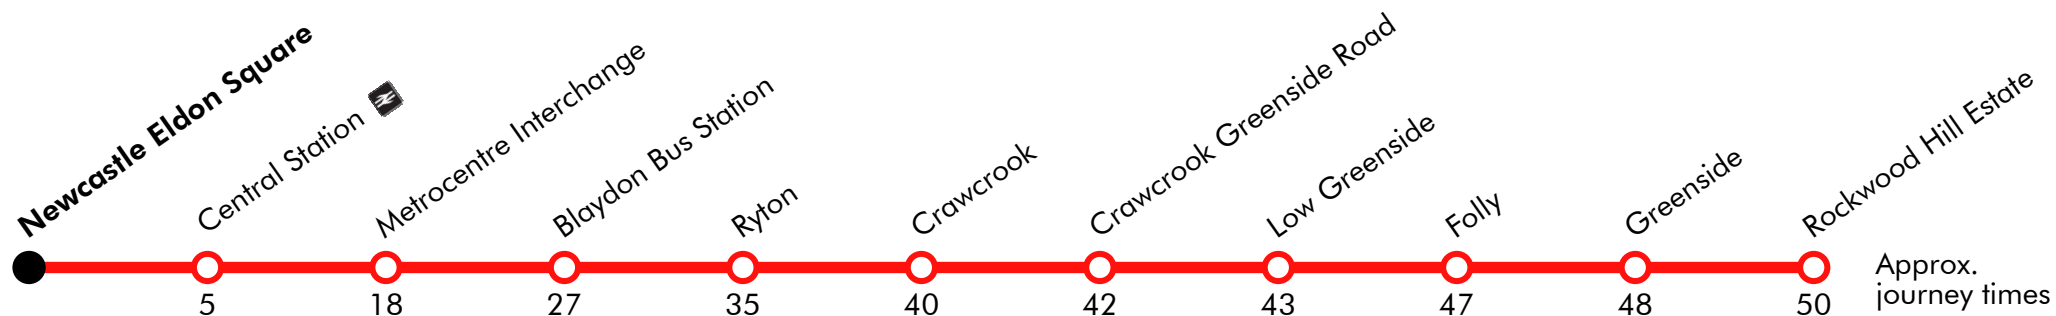 Newcastle Eldon Square
Central Station
Metrocentre Interchange
Blaydon Bus Station
Ryton
Crawcrook
Crawcrook Greenside Road
Low Greenside
Folly
Greenside
Rockwood Hill Estate
5
18
27
35
40
42
43
47
48
50
Approx.
journey times